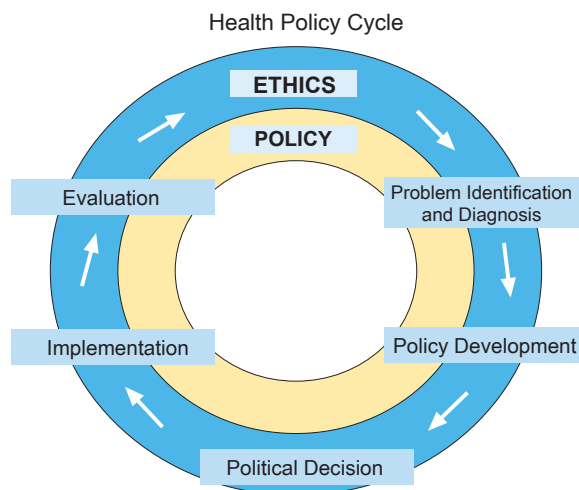 Health Policy Cycle
ETHICS
POLICY
Problem Identification
and Diagnosis
Policy Development
Political Decision
Implementation
Evaluation